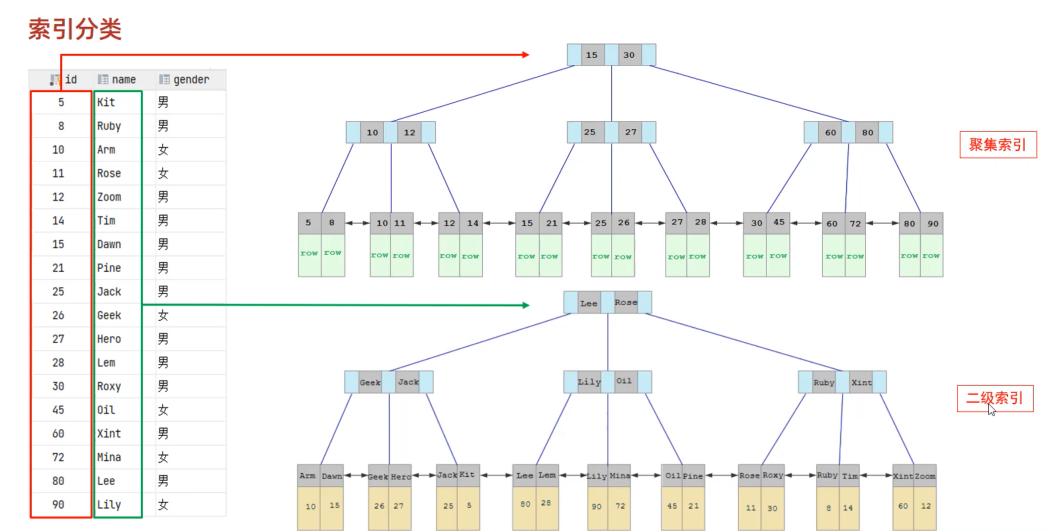 索引分类
id name gender
5 Kit 男
8 Ruby 男
10 Arm 女
11 Rose 女
12 Zoom 男
14 Tim 男
15 Dawn 男
21 Pine 男
25 Jack 男
26 Geek 女
27 Hero 男
28 Lem 男
30 Roxy 男
45 Oil 女
60 Xint 男
72 Mina 女
80 Lee 男
90 Lily 女
15 30
10 12 25 27 60 80
聚集索引
5 8 10 11 12 14 15 21 25 26 27 28 30 45 60 72 80 90
row row row row row row row row row row row row row row row row row row
Lee Rose
Geek Jack Lily Oil Ruby Xint
二级索引
Arm Dawn Geek Hero Jack Kit Lee Lem Lily Mina Oil Pine Rose Roxy Ruby Tim Xint Zoom
10 15 26 27 25 5 80 28 90 72 45 21 11 30 8 14 60 12